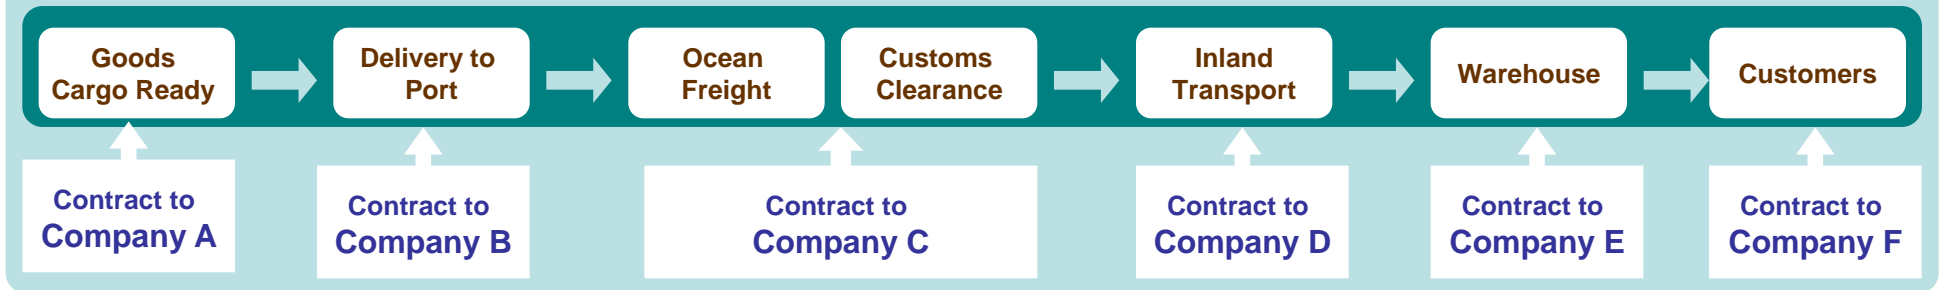 Goods
Cargo Ready
Delivery to
Port
Ocean
Freight
Customs
Clearance
Inland
Transport
Warehouse
Customers
Contract to
Company A
Contract to
Company B
Contract to
Company C
Contract to
Company D
Contract to
Company E
Contract to
Company F